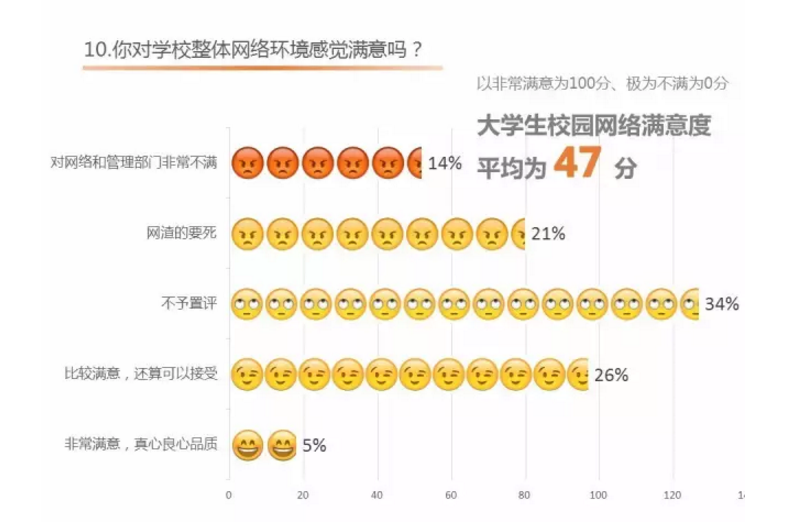 10.你对学校整体网络环境感觉满意吗？
以非常满意为100分、极为不满为0分
大学生校园网络满意度
平均为 47 分
对网络和管理部门非常不满 14%
网渣的要死 21%
不予置评 34%
比较满意，还算可以接受 26%
非常满意，真心良心品质 5%
0 20 40 60 80 100 120